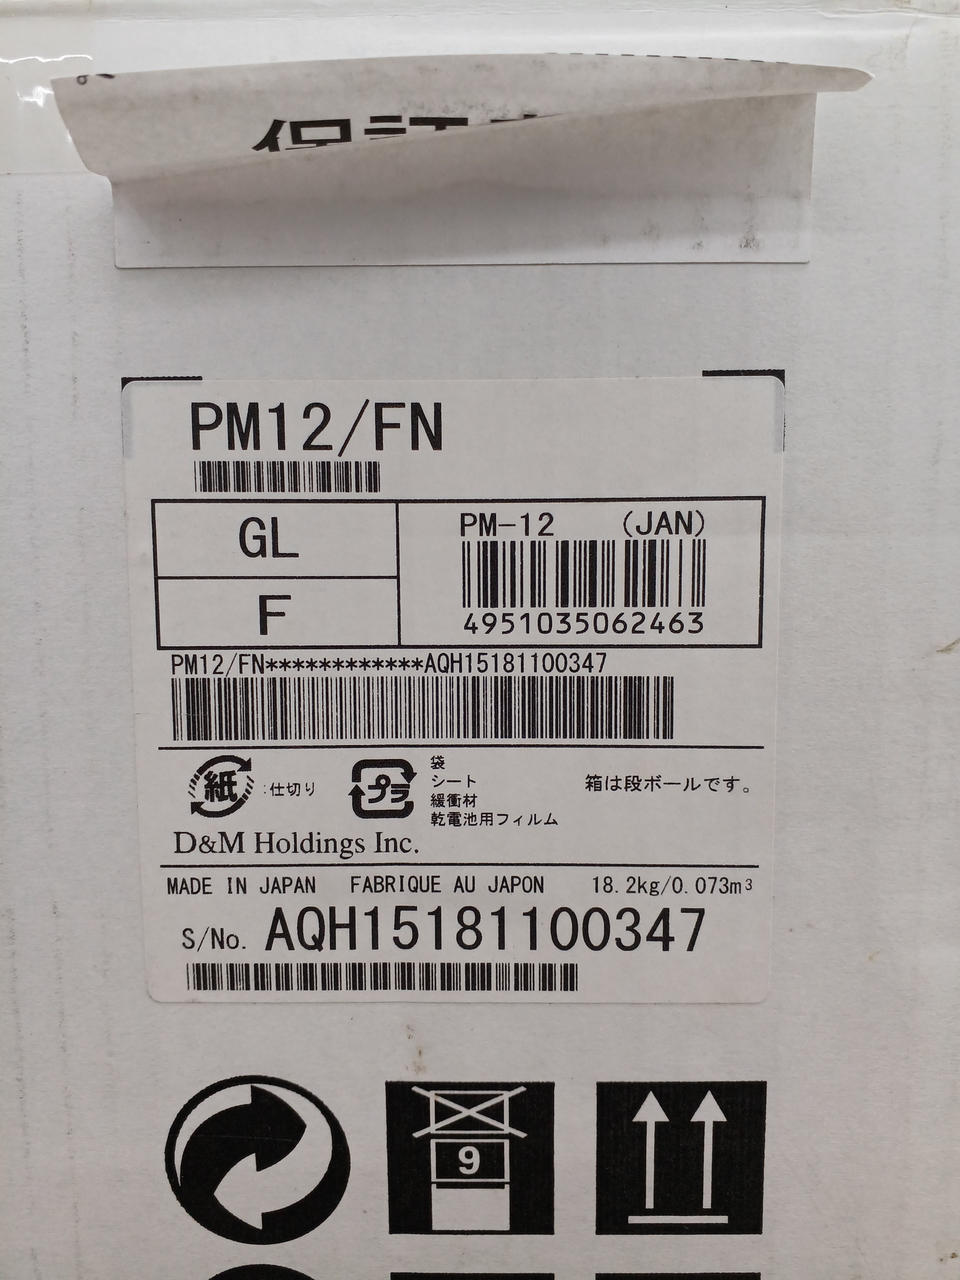 保証
PM12/FN
GL
F
PM-12 (JAN)
4951035062463
PM12/FN************AQH15181100347
紙 :仕切り
プラ
袋
シート
緩衝材
乾電池用フィルム
箱は段ボールです。
D&M Holdings Inc.
MADE IN JAPAN FABRIQUE AU JAPON 18.2kg/0.073m³
S/No. AQH15181100347
9